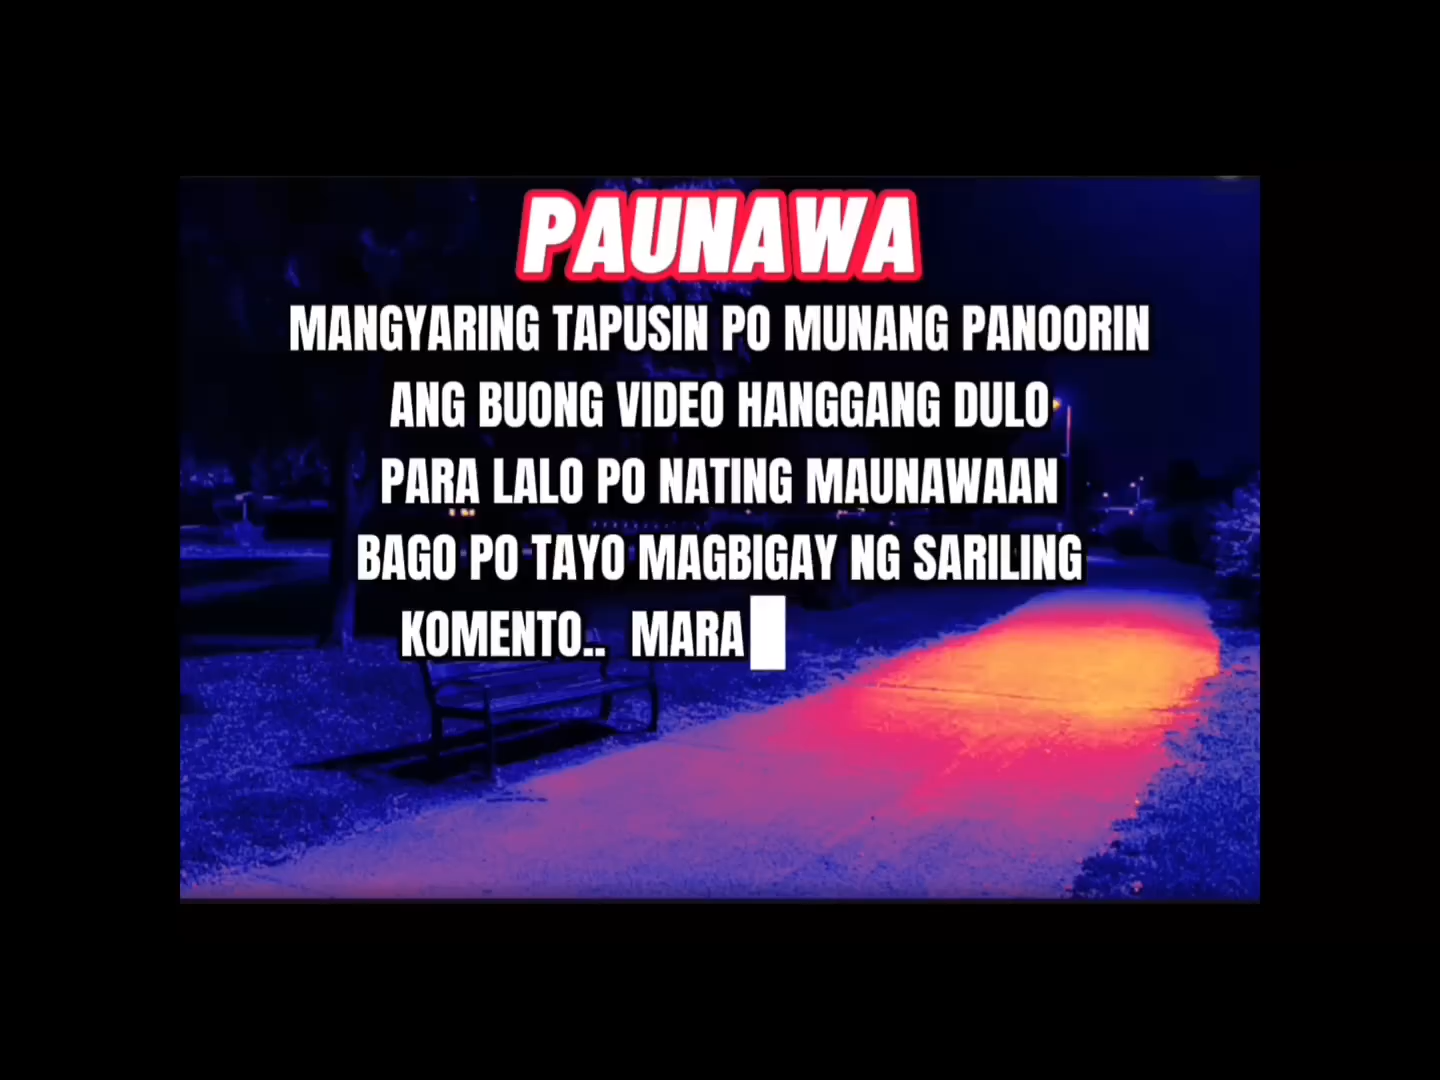 PAUNAWA
MANGYARING TAPUSIN PO MUNANG PANOORIN
ANG BUONG VIDEO HANGGANG DULO
PARA LALO PO NATING MAUNAWAAN
BAGO PO TAYO MAGBIGAY NG SARILING
KOMENTO.. MARA